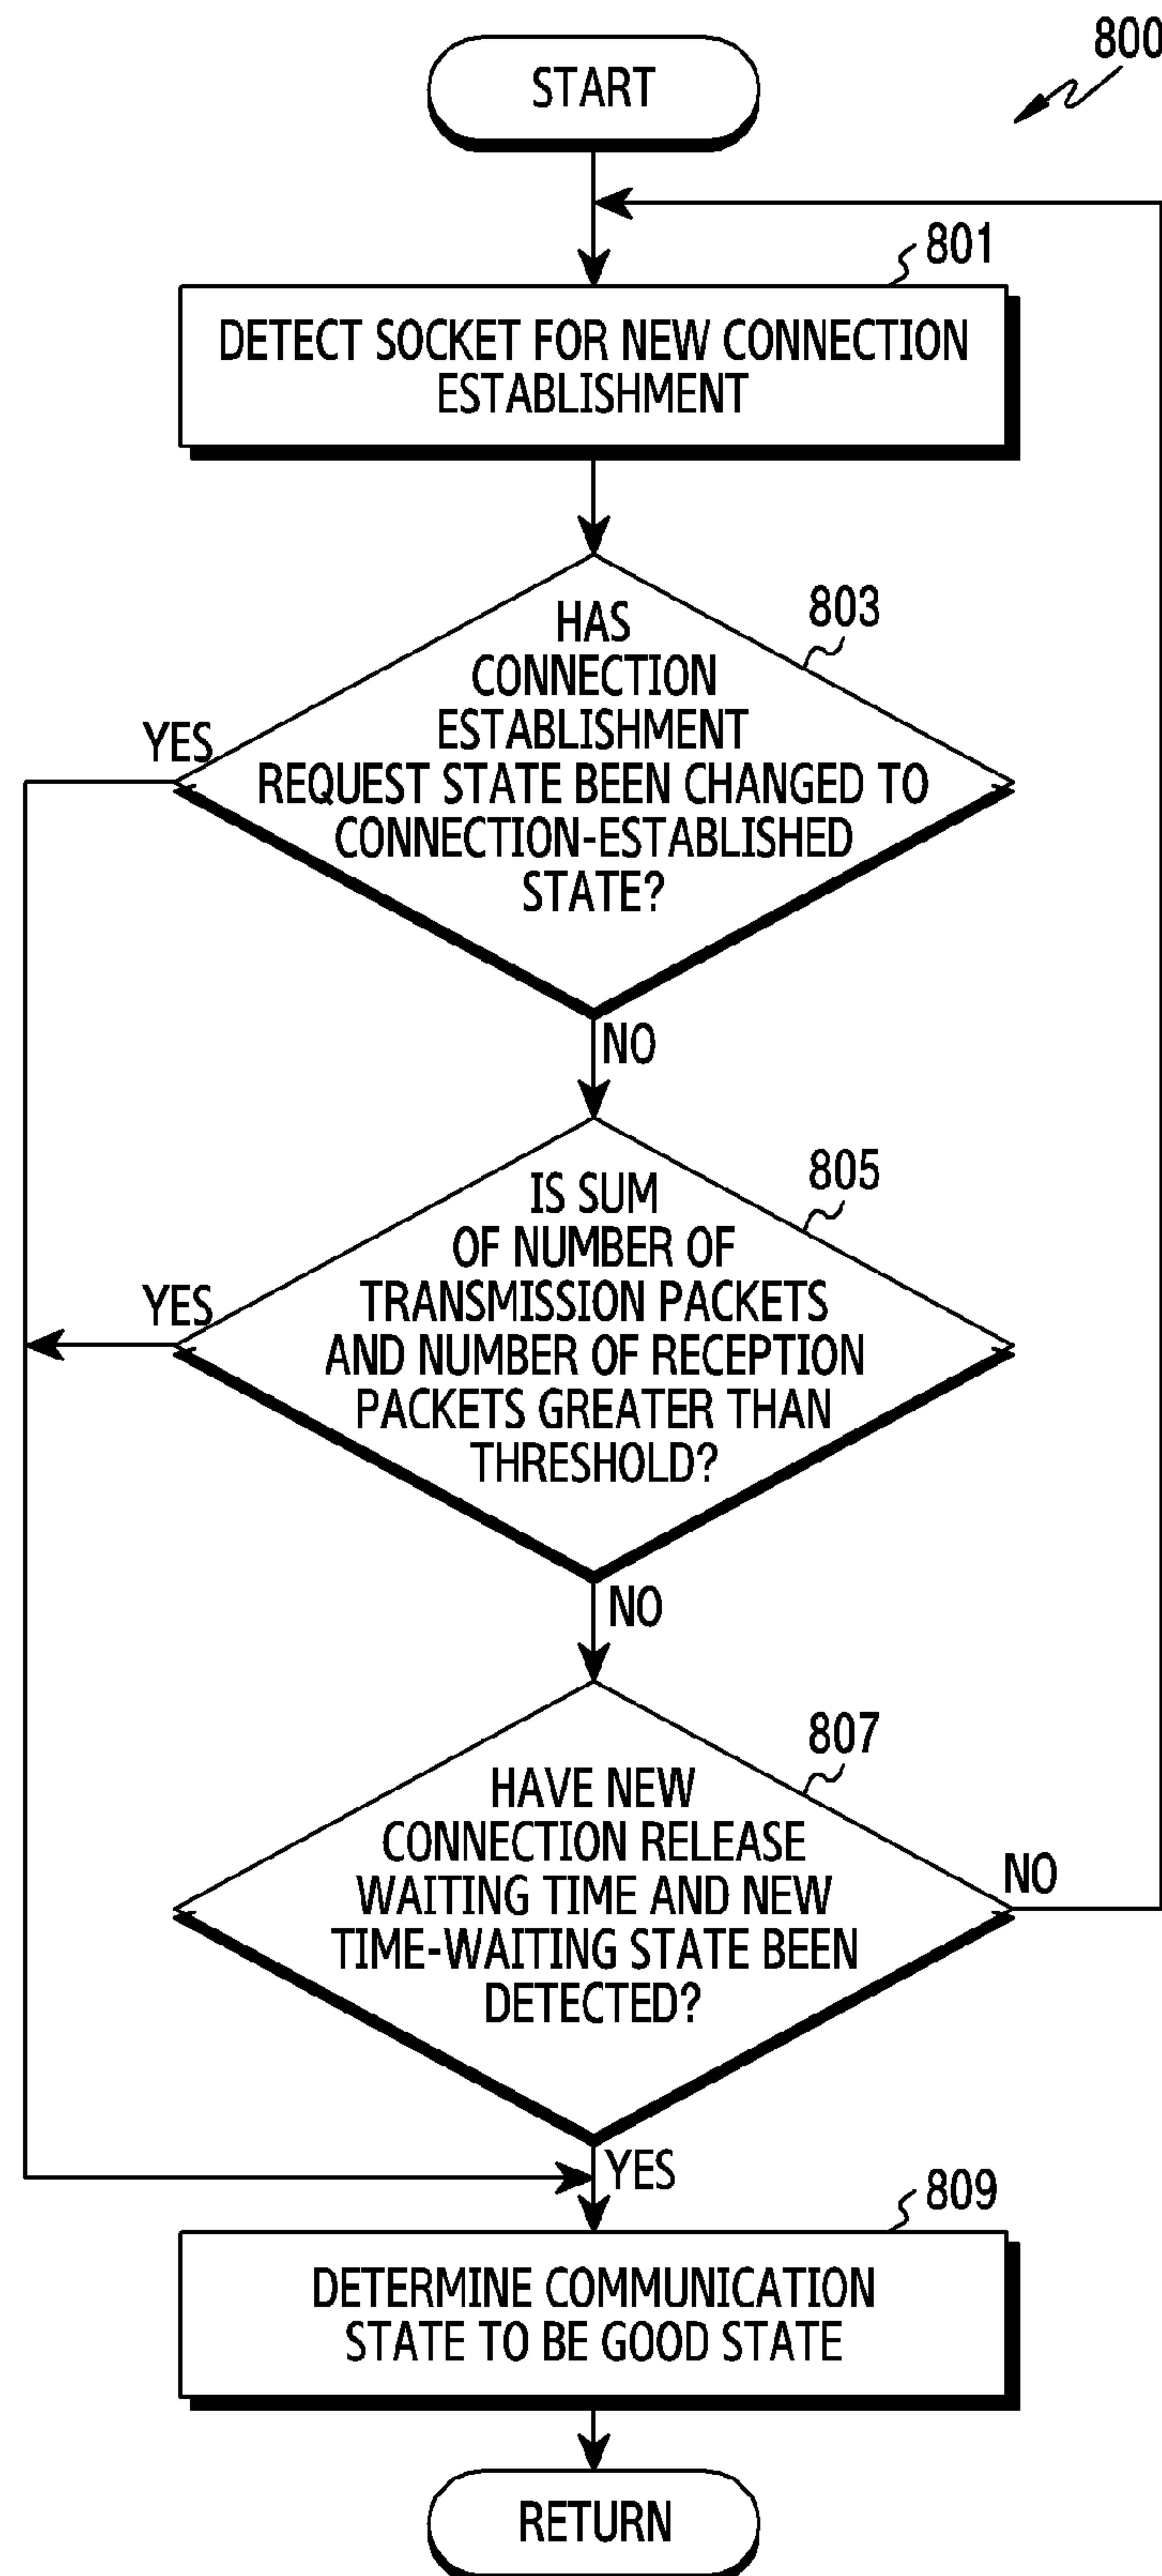 800
START
801
DETECT SOCKET FOR NEW CONNECTION
ESTABLISHMENT
803
HAS
CONNECTION
ESTABLISHMENT
REQUEST STATE BEEN CHANGED TO
CONNECTION-ESTABLISHED
STATE?
YES
NO
805
IS SUM
OF NUMBER OF
TRANSMISSION PACKETS
AND NUMBER OF RECEPTION
PACKETS GREATER THAN
THRESHOLD?
YES
NO
807
HAVE NEW
CONNECTION RELEASE
WAITING TIME AND NEW
TIME-WAITING STATE BEEN
DETECTED?
NO
YES
809
DETERMINE COMMUNICATION
STATE TO BE GOOD STATE
RETURN